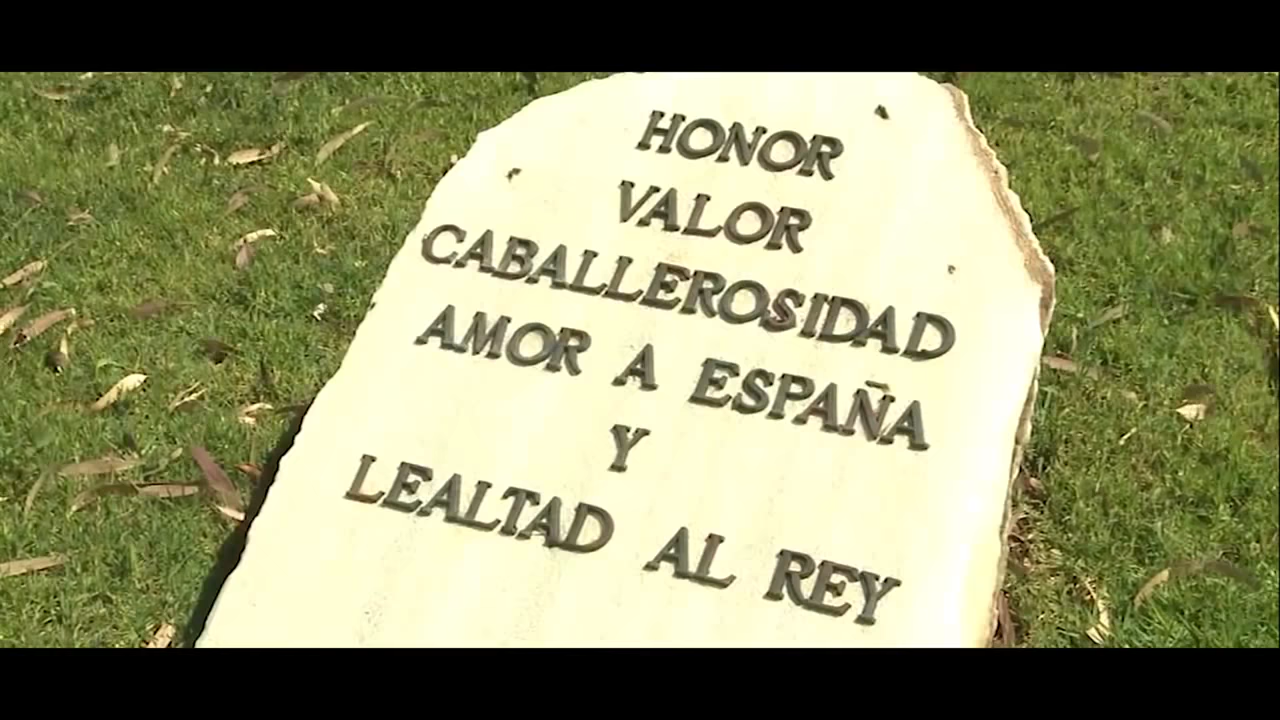 HONOR
VALOR
CABALLEROSIDAD
AMOR A ESPAÑA
Y
LEALTAD AL REY